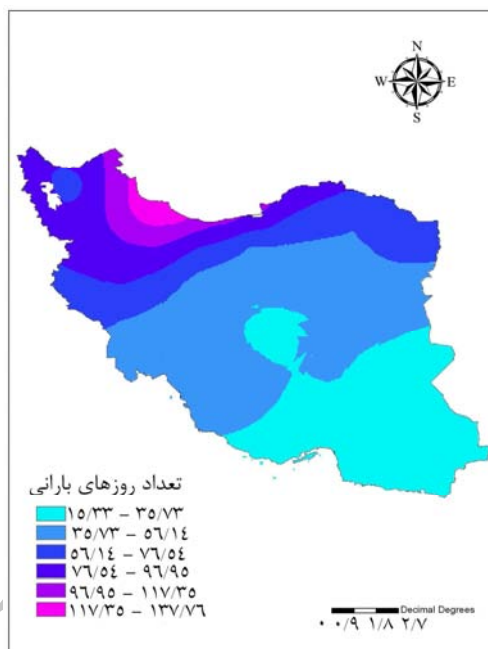 N
W E
S
تعداد روزهای بارانی
۱۵/۳۳ – ۳۵/۷۳
۳۵/۷۳ – ۵۶/۱۴
۵۶/۱۴ – ۷۶/۵۴
۷۶/۵۴ – ۹۶/۹۵
۹۶/۹۵ – ۱۱۷/۳۵
۱۱۷/۳۵ – ۱۳۷/۷۶
Decimal Degrees
۰ ۰/۹ ۱/۸ ۲/۷